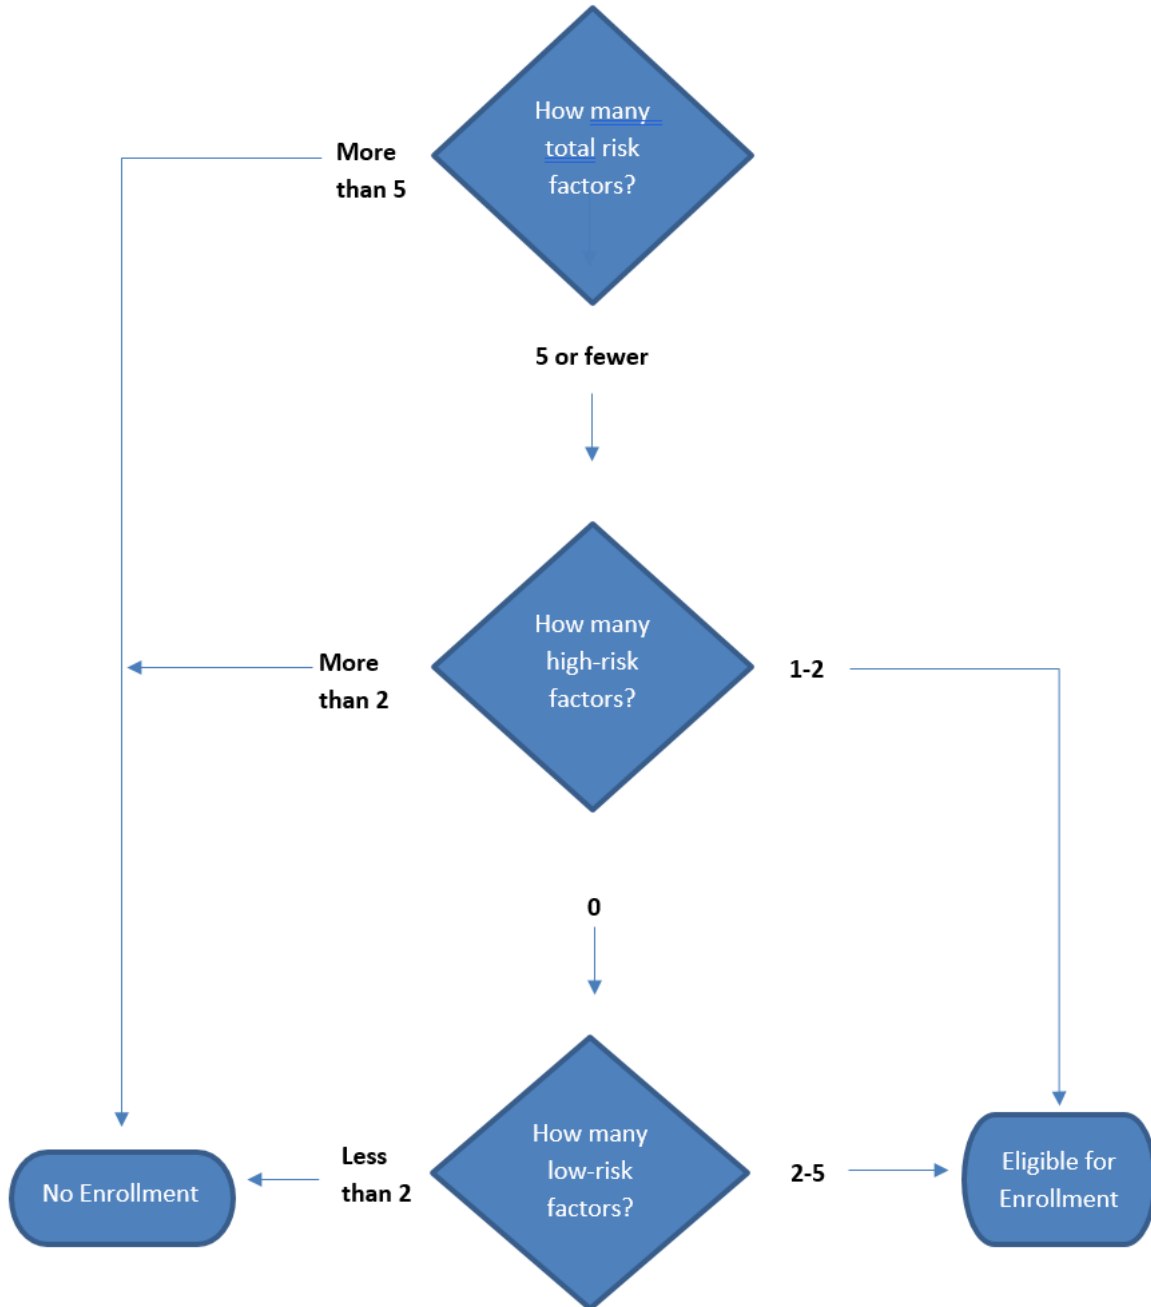 How many
total risk
factors?
More
than 5
5 or fewer
How many
high-risk
factors?
More
than 2
1-2
0
How many
low-risk
factors?
Less
than 2
2-5
No Enrollment
Eligible for
Enrollment